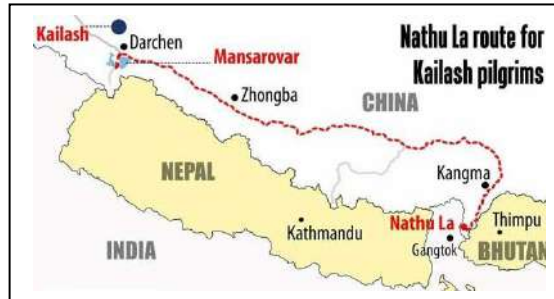 Kailash
Darchen
Mansarovar
Nathu La route for
Kailash pilgrims
Zhongba
CHINA
NEPAL
Kangma
Nathu La
Kathmandu
Thimpu
INDIA
Gangtok
BHUTAN